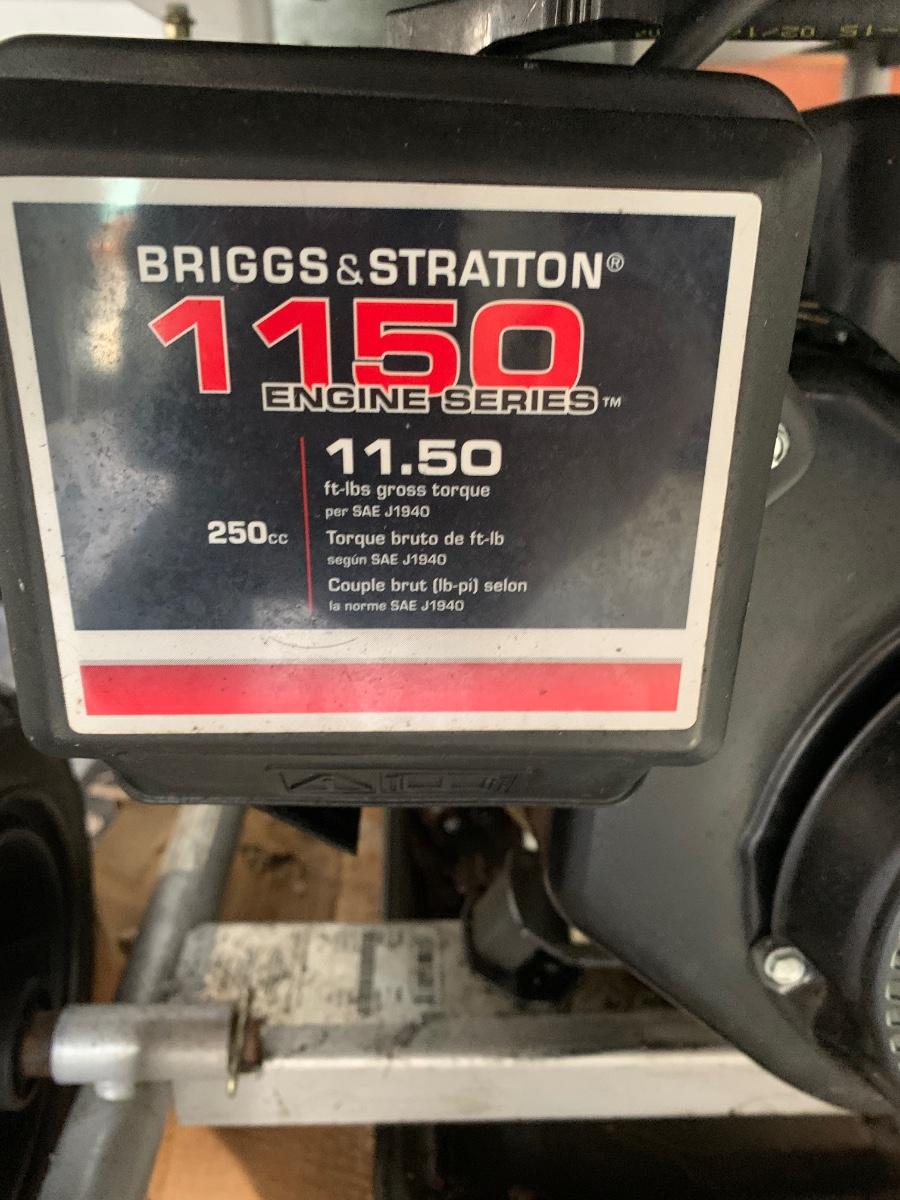 BRIGGS & STRATTON®
1150
ENGINE SERIES™
11.50
ft-lbs gross torque
per SAE J1940
250cc
Torque bruto de ft-lb
según SAE J1940
Couple brut (lb-pi) selon
la norme SAE J1940